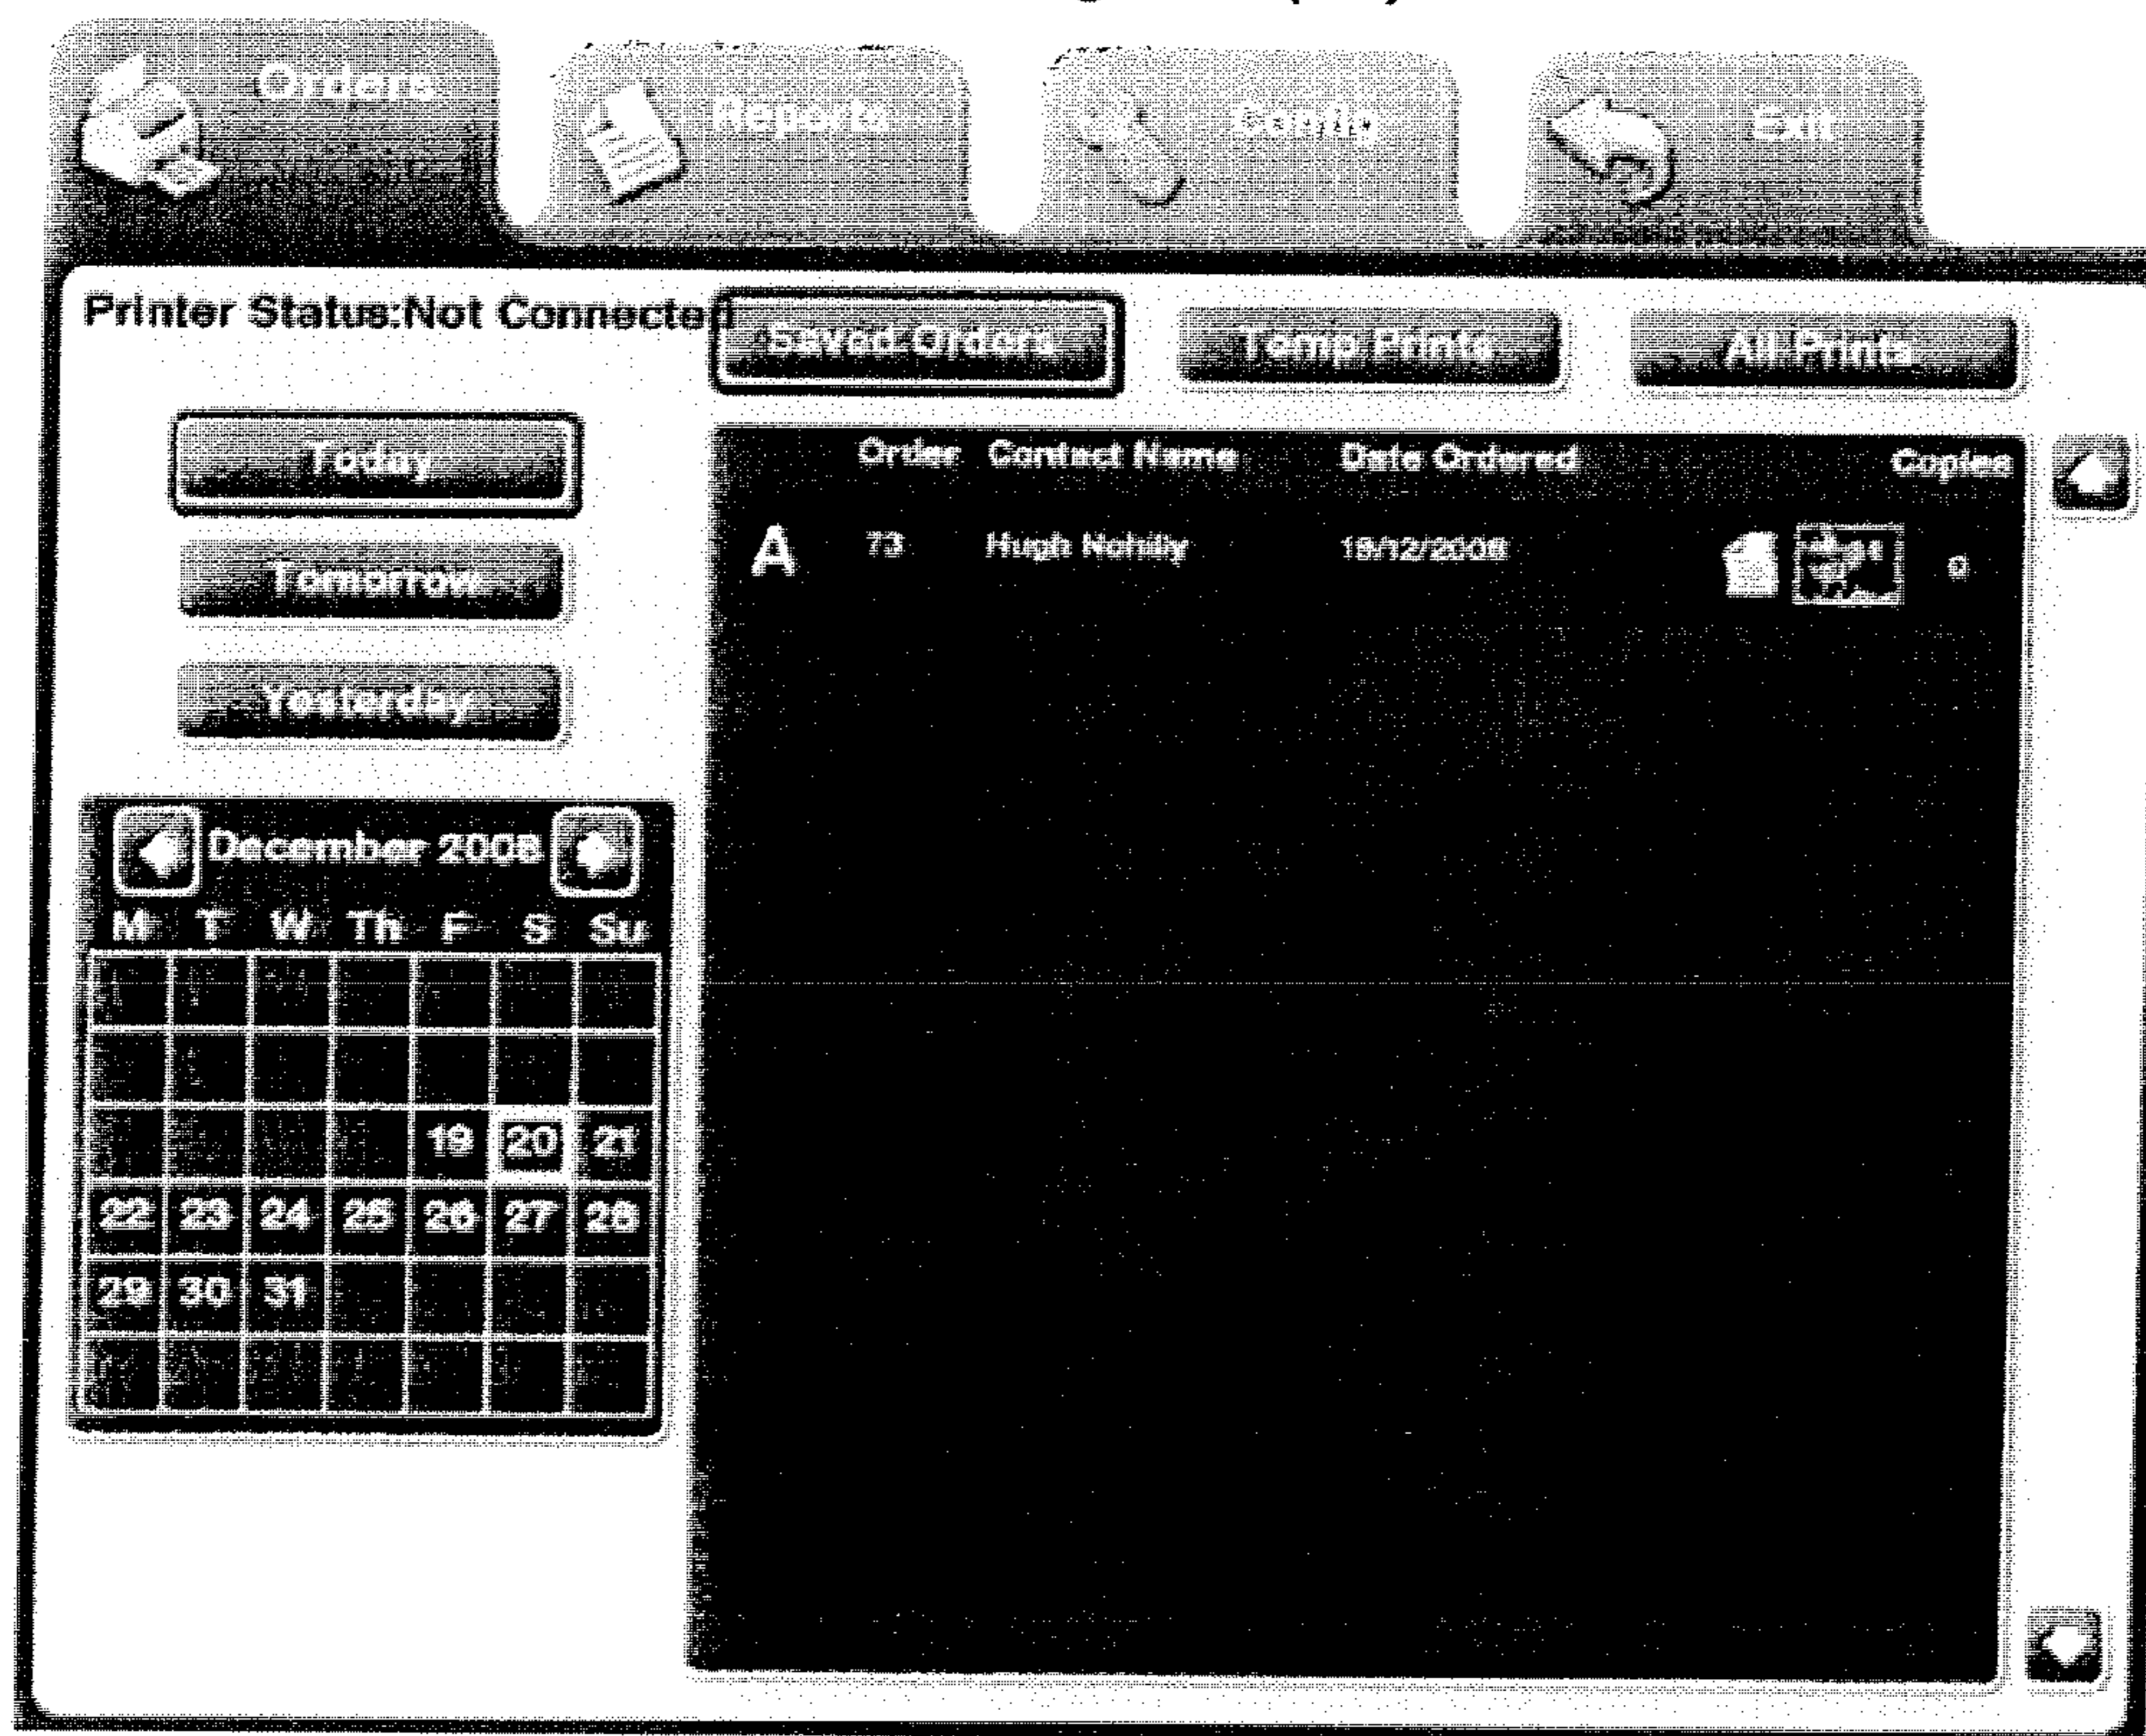 Orders Reports Config Exit
Printer Status:Not Connected
Saved Orders Temp Prints All Prints
Today
Tomorrow
Yesterday
Order Contact Name Date Ordered Copies
A 73 Hugh Nohilly 19/12/2008 0
December 2008
M T W Th F S Su
19 20 21
22 23 24 25 26 27 28
29 30 31